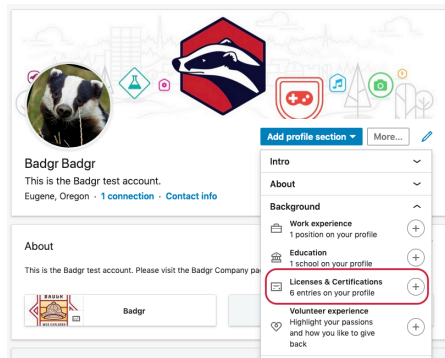 Add profile section
More...
Badgr Badgr
This is the Badgr test account.
Eugene, Oregon · 1 connection · Contact info
Intro
About
Background
Work experience
1 position on your profile
Education
1 school on your profile
Licenses & Certifications
6 entries on your profile
Volunteer experience
Highlight your passions
and how you like to give
back
About
This is the Badgr test account. Please visit the Badgr Company pa
BADGR
Badgr